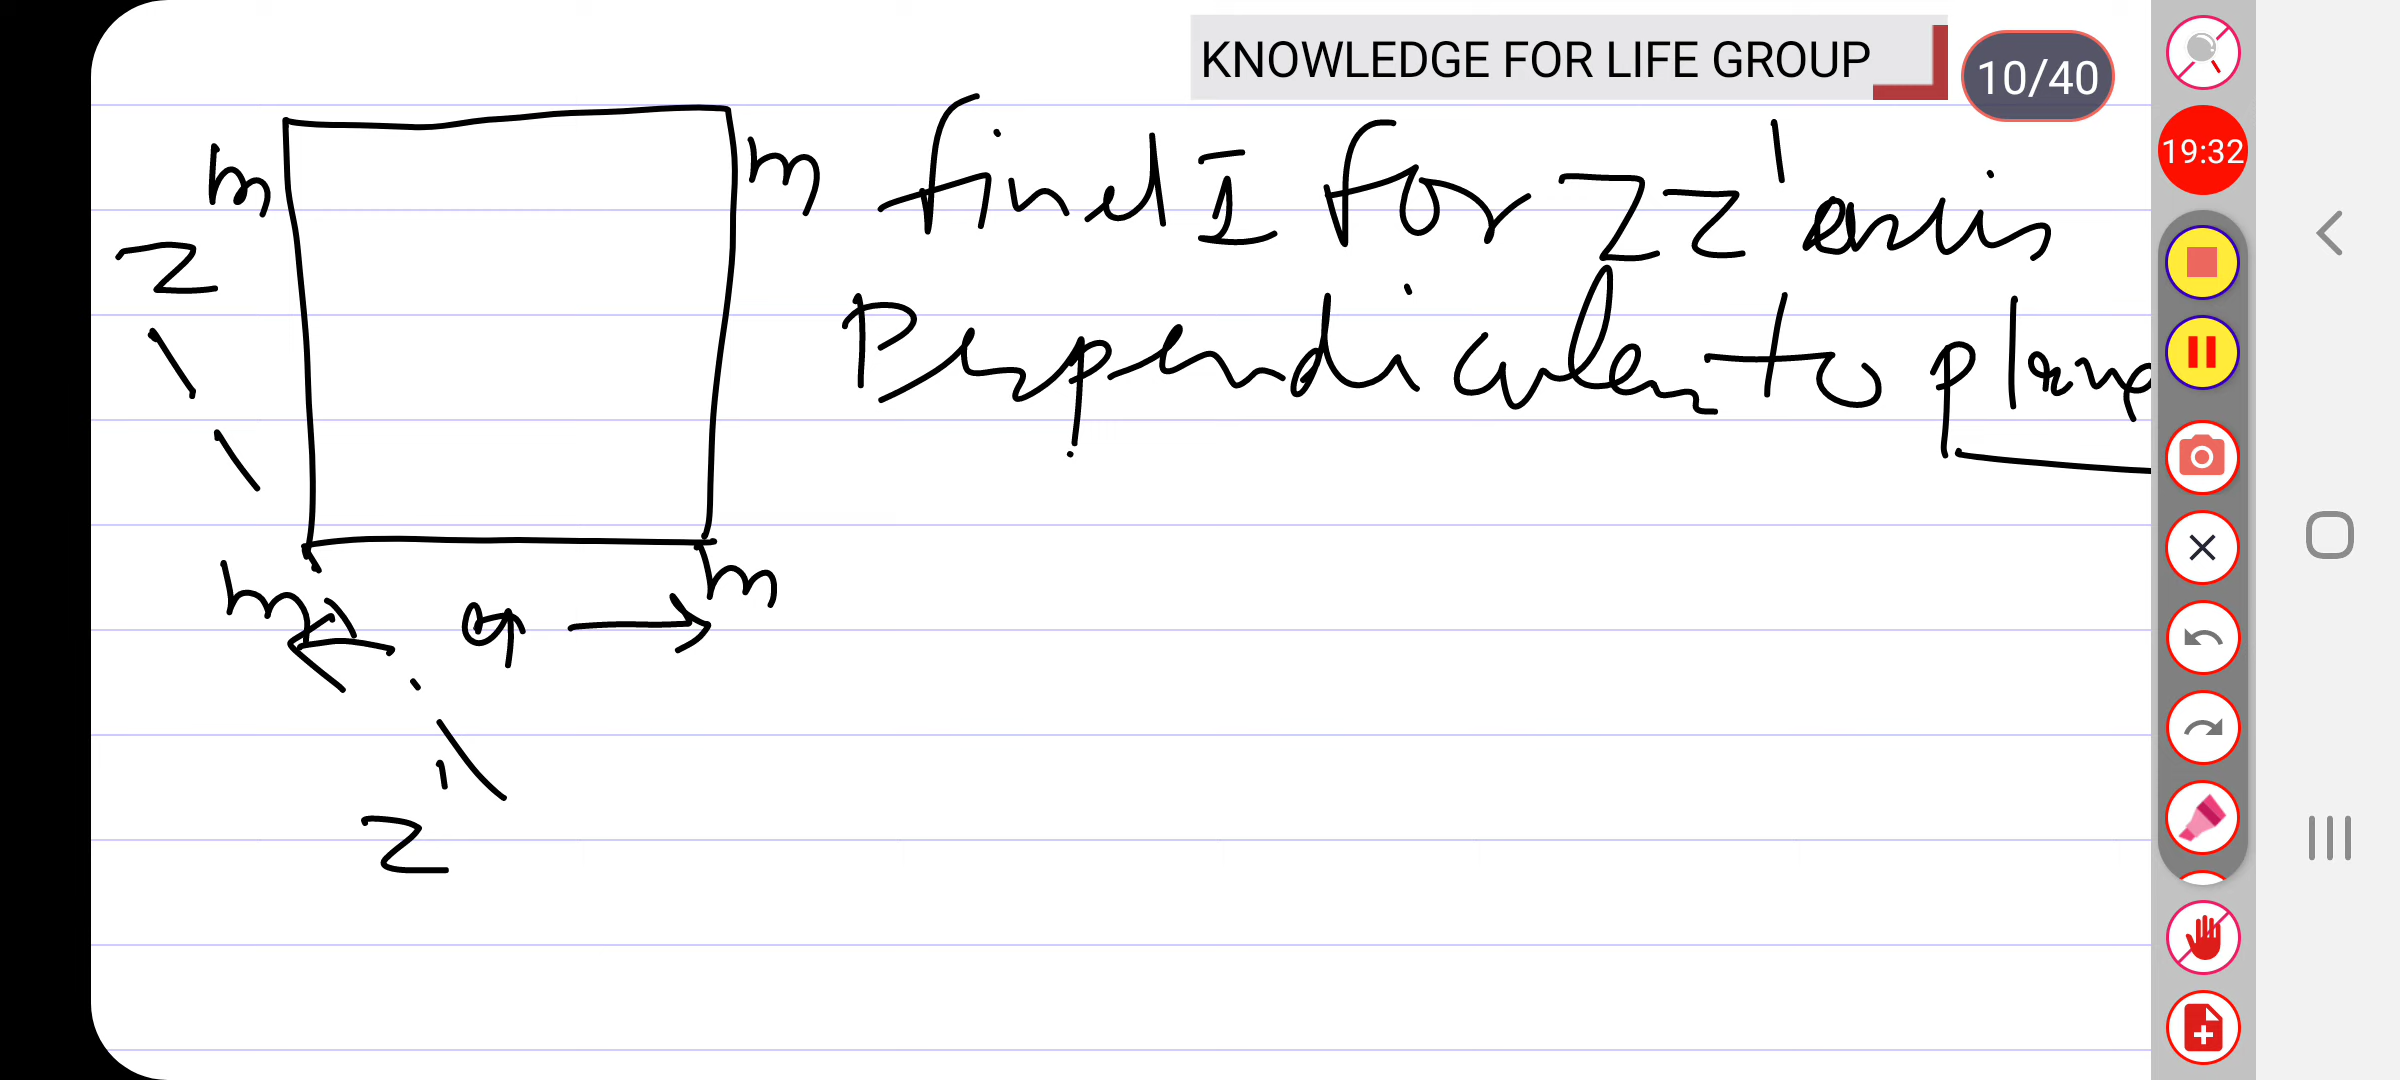 KNOWLEDGE FOR LIFE GROUP
10/40
19:32
m
m
find I for ZZ' axis
Z
Perpendicular to plane
m
m
a
Z'